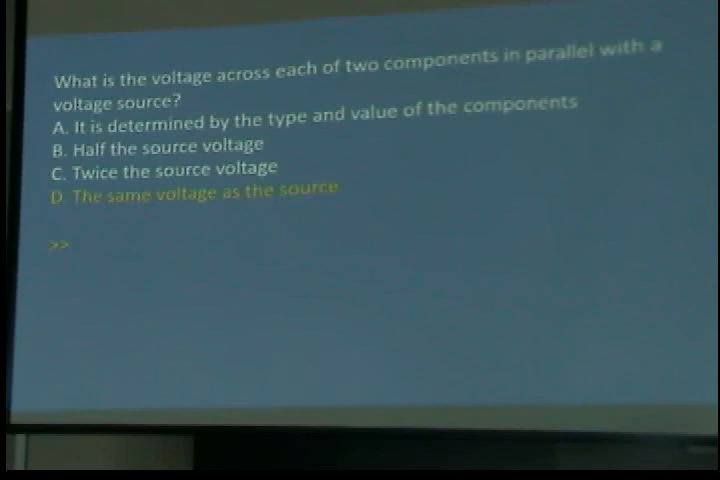 What is the voltage across each of two components in parallel with a
voltage source?
A. It is determined by the type and value of the components
B. Half the source voltage
C. Twice the source voltage
D. The same voltage as the source
>>